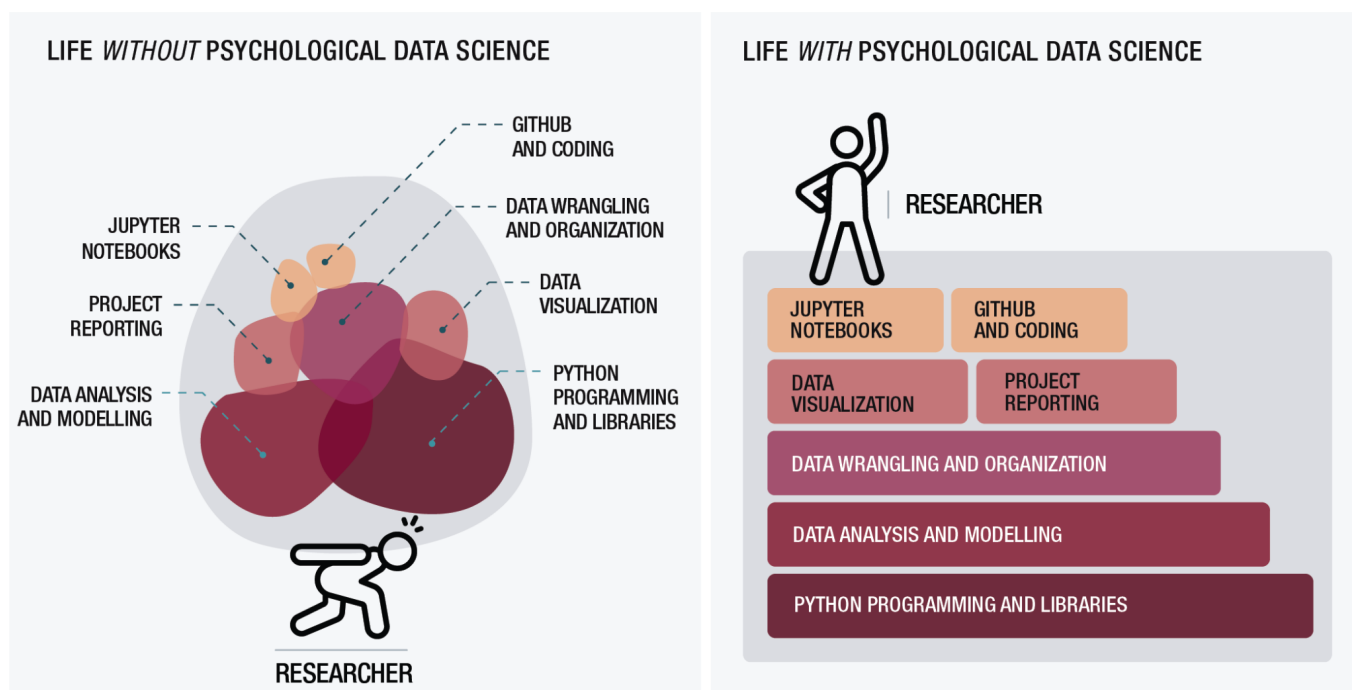 LIFE WITHOUT PSYCHOLOGICAL DATA SCIENCE
GITHUB
AND CODING
DATA WRANGLING
AND ORGANIZATION
JUPYTER
NOTEBOOKS
DATA
VISUALIZATION
PROJECT
REPORTING
PYTHON
PROGRAMMING
AND LIBRARIES
DATA ANALYSIS
AND MODELLING
RESEARCHER
LIFE WITH PSYCHOLOGICAL DATA SCIENCE
RESEARCHER
JUPYTER
NOTEBOOKS
GITHUB
AND CODING
DATA
VISUALIZATION
PROJECT
REPORTING
DATA WRANGLING AND ORGANIZATION
DATA ANALYSIS AND MODELLING
PYTHON PROGRAMMING AND LIBRARIES